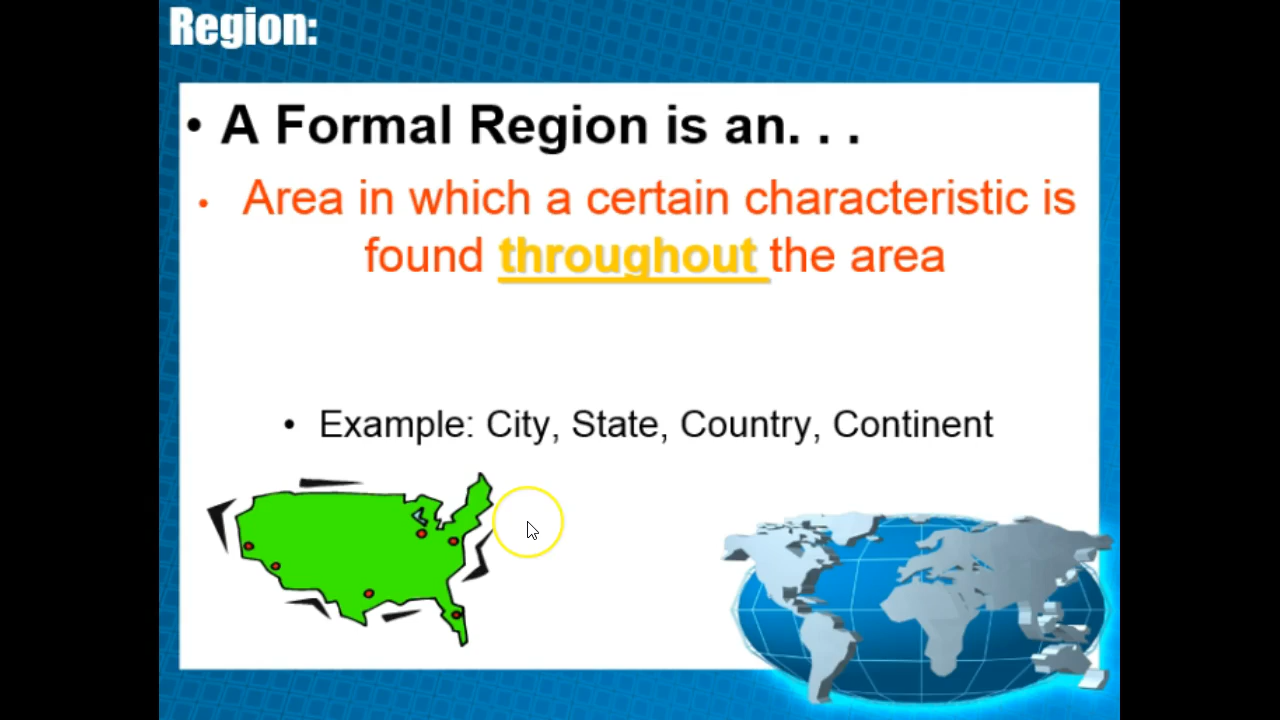 Region:
• A Formal Region is an. . .
• Area in which a certain characteristic is
found throughout the area
• Example: City, State, Country, Continent